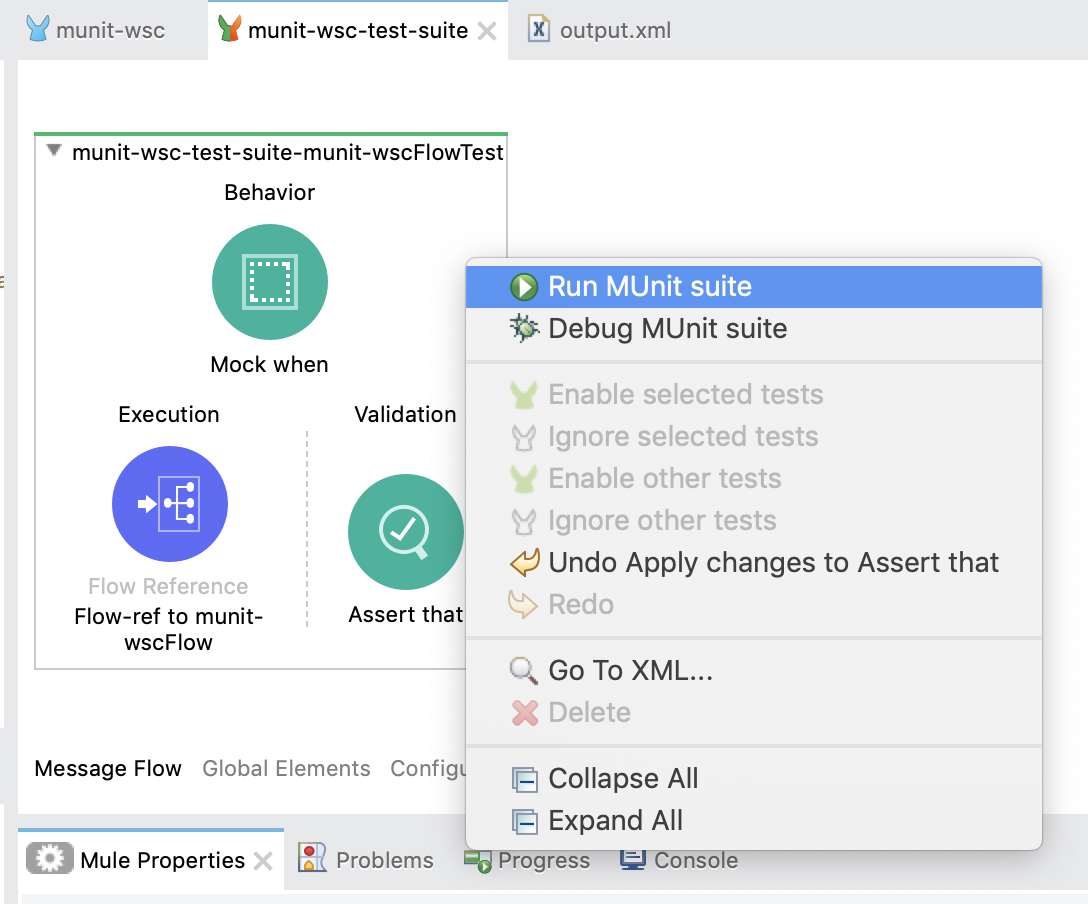 munit-wsc
munit-wsc-test-suite
output.xml
munit-wsc-test-suite-munit-wscFlowTest
Behavior
Mock when
Execution
Validation
Flow Reference
Flow-ref to munit-
wscFlow
Assert that
Run MUnit suite
Debug MUnit suite
Enable selected tests
Ignore selected tests
Enable other tests
Ignore other tests
Undo Apply changes to Assert that
Redo
Go To XML...
Delete
Collapse All
Expand All
Message Flow
Global Elements
Mule Properties
Problems
Progress
Console